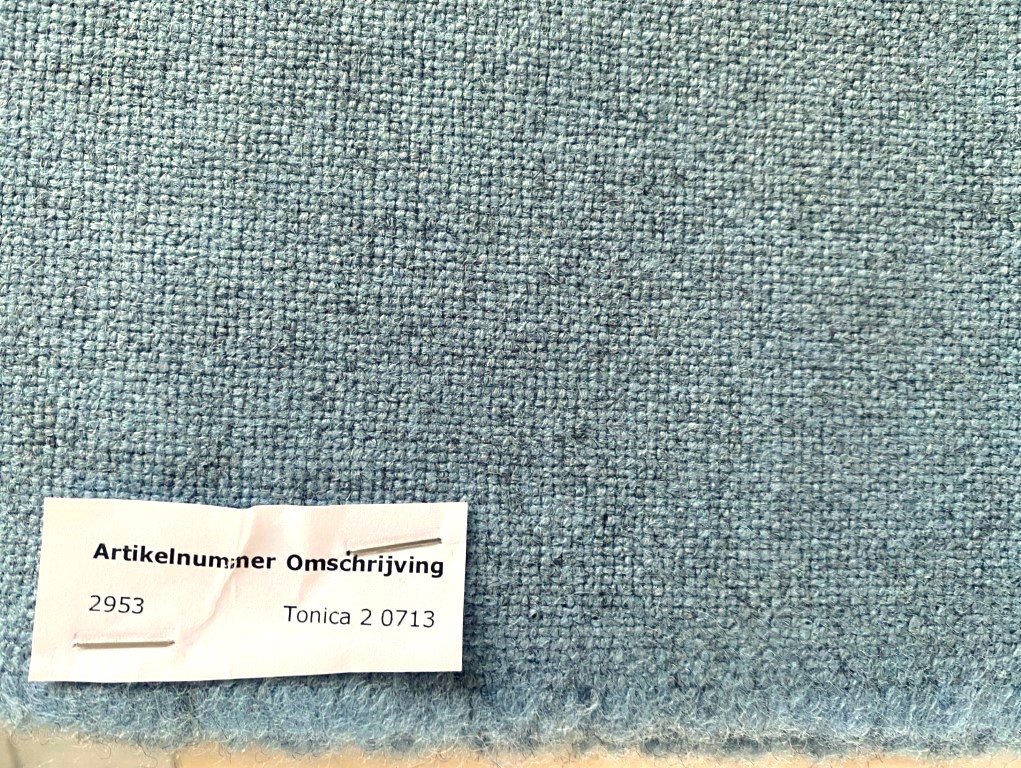 Artikelnummer Omschrijving
2953 Tonica 2 0713